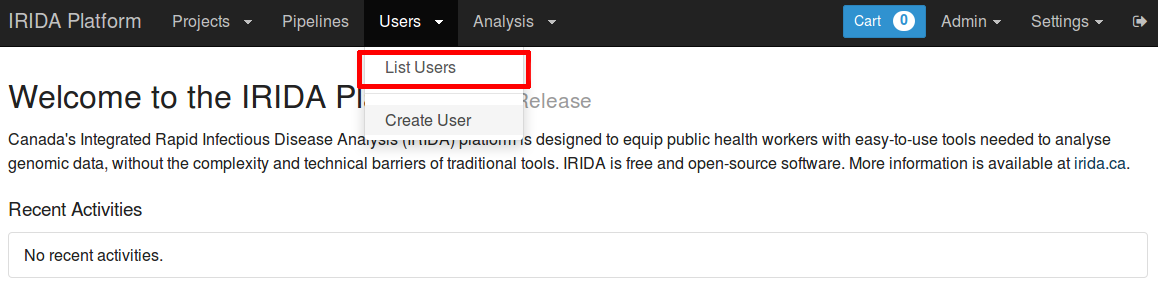 IRIDA Platform Projects Pipelines Users Analysis Cart 0 Admin Settings
List Users
Create User
Welcome to the IRIDA Release
Canada's Integrated Rapid Infectious Disease Analysis (IRIDA) platform is designed to equip public health workers with easy-to-use tools needed to analyse
genomic data, without the complexity and technical barriers of traditional tools. IRIDA is free and open-source software. More information is available at irida.ca.
Recent Activities
No recent activities.